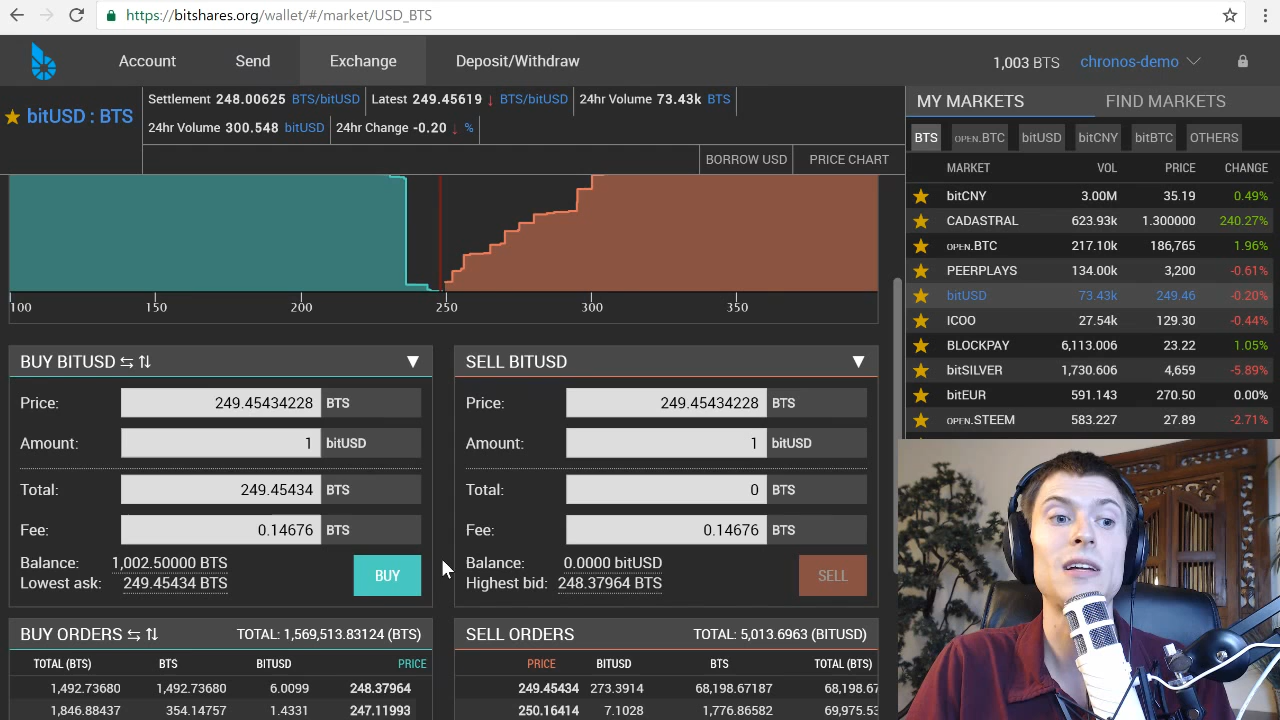 https://bitshares.org/wallet/#/market/USD_BTS
Account Send Exchange Deposit/Withdraw 1,003 BTS chronos-demo
bitUSD : BTS
Settlement 248.00625 BTS/bitUSD Latest 249.45619 ↓ BTS/bitUSD 24hr Volume 73.43k BTS
24hr Volume 300.548 bitUSD 24hr Change -0.20 ↓ %
BORROW USD PRICE CHART
100 150 200 250 300 350
BUY BITUSD ⇆ ⇅ ▼
Price: 249.45434228 BTS
Amount: 1 bitUSD
Total: 249.45434 BTS
Fee: 0.14676 BTS
Balance: 1,002.50000 BTS
Lowest ask: 249.45434 BTS
BUY
SELL BITUSD ▼
Price: 249.45434228 BTS
Amount: 1 bitUSD
Total: 0 BTS
Fee: 0.14676 BTS
Balance: 0.0000 bitUSD
Highest bid: 248.37964 BTS
SELL
BUY ORDERS ⇆ ⇅ TOTAL: 1,569,513.83124 (BTS)
TOTAL (BTS) BTS BITUSD PRICE
1,492.73680 1,492.73680 6.0099 248.37964
1,846.88437 354.14757 1.4331 247.11993
SELL ORDERS TOTAL: 5,013.6963 (BITUSD)
PRICE BITUSD BTS TOTAL (BTS)
249.45434 273.3914 68,198.67187 68,198.67
250.16414 7.1028 1,776.86582 69,975.53
MY MARKETS FIND MARKETS
BTS OPEN.BTC bitUSD bitCNY bitBTC OTHERS
MARKET VOL PRICE CHANGE
bitCNY 3.00M 35.19 0.49%
CADASTRAL 623.93k 1.300000 240.27%
OPEN.BTC 217.10k 186,765 1.96%
PEERPLAYS 134.00k 3,200 -0.61%
bitUSD 73.43k 249.46 -0.20%
ICOO 27.54k 129.30 -0.44%
BLOCKPAY 6,113.006 23.22 1.05%
bitSILVER 1,730.606 4,659 -5.89%
bitEUR 591.143 270.50 0.00%
OPEN.STEEM 583.227 27.89 -2.71%